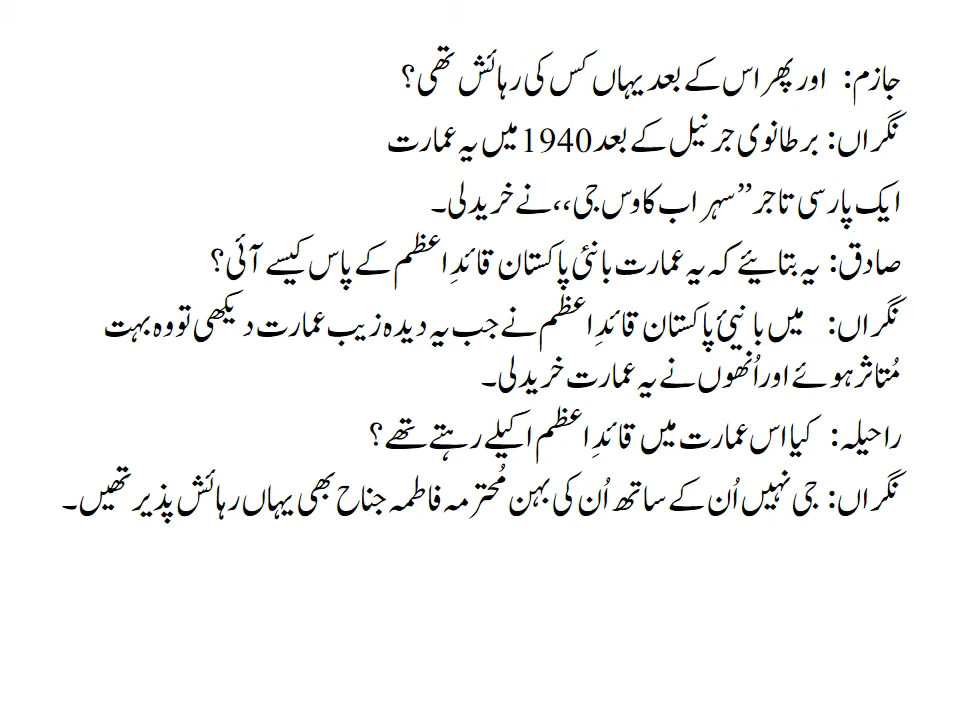 جازم: اور پھر اس کے بعد یہاں کس کی رہائش تھی؟
نگراں: برطانوی جرنیل کے بعد 1940 میں یہ عمارت
ایک پارسی تاجر ”سہراب کاوس جی،، نے خرید لی۔
صادق: یہ بتایئے کہ یہ عمارت بانئ پاکستان قائدِ اعظم کے پاس کیسے آئی؟
نگراں: میں بانیئ پاکستان قائدِ اعظم نے جب یہ دیدہ زیب عمارت دیکھی تو وہ بہت
مُتاثر ہوئے اور اُنھوں نے یہ عمارت خرید لی۔
راحیلہ: کیا اس عمارت میں قائدِ اعظم اکیلے رہتے تھے؟
نگراں: جی نہیں اُن کے ساتھ اُن کی بہن مُحترمہ فاطمہ جناح بھی یہاں رہائش پذیر تھیں۔